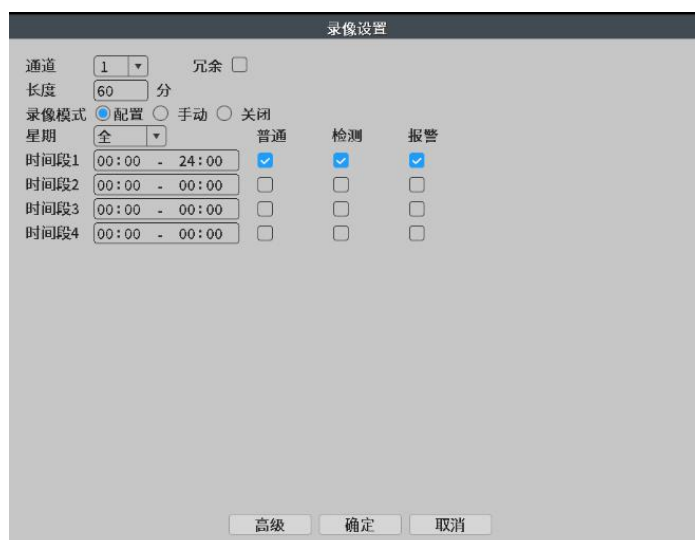 录像设置
通道 1 冗余
长度 60 分
录像模式 配置 手动 关闭
星期 全 普通 检测 报警
时间段1 00:00 - 24:00
时间段2 00:00 - 00:00
时间段3 00:00 - 00:00
时间段4 00:00 - 00:00
高级 确定 取消